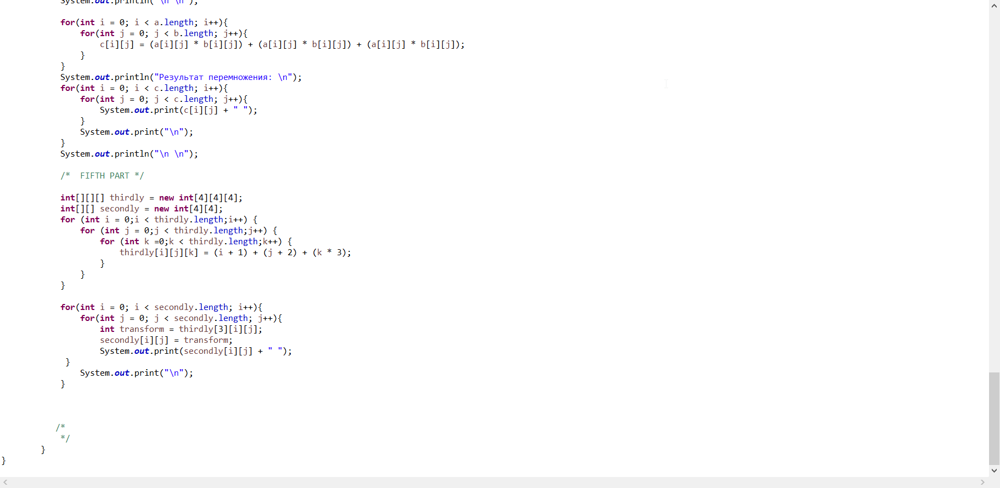 System.out.println("\n \n");
for(int i = 0; i < a.length; i++){
for(int j = 0; j < b.length; j++){
c[i][j] = (a[i][j] * b[i][j]) + (a[i][j] * b[i][j]) + (a[i][j] * b[i][j]);
}
}
System.out.println("Результат перемножения: \n");
for(int i = 0; i < c.length; i++){
for(int j = 0; j < c.length; j++){
System.out.print(c[i][j] + " ");
}
System.out.print("\n");
}
System.out.println("\n \n");
/*  FIFTH PART */
int[][][] thirdly = new int[4][4][4];
int[][] secondly = new int[4][4];
for (int i = 0;i < thirdly.length;i++) {
for (int j = 0;j < thirdly.length;j++) {
for (int k =0;k < thirdly.length;k++) {
thirdly[i][j][k] = (i + 1) + (j + 2) + (k * 3);
}
}
}
for(int i = 0; i < secondly.length; i++){
for(int j = 0; j < secondly.length; j++){
int transform = thirdly[3][i][j];
secondly[i][j] = transform;
System.out.print(secondly[i][j] + " ");
}
System.out.print("\n");
}
/*
*/
}
}